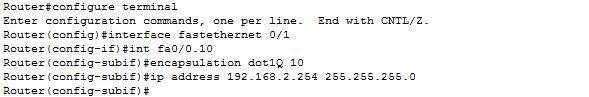 Router#configure terminal
Enter configuration commands, one per line.  End with CNTL/Z.
Router(config)#interface fastethernet 0/1
Router(config-if)#int fa0/0.10
Router(config-subif)#encapsulation dot1Q 10
Router(config-subif)#ip address 192.168.2.254 255.255.255.0
Router(config-subif)#